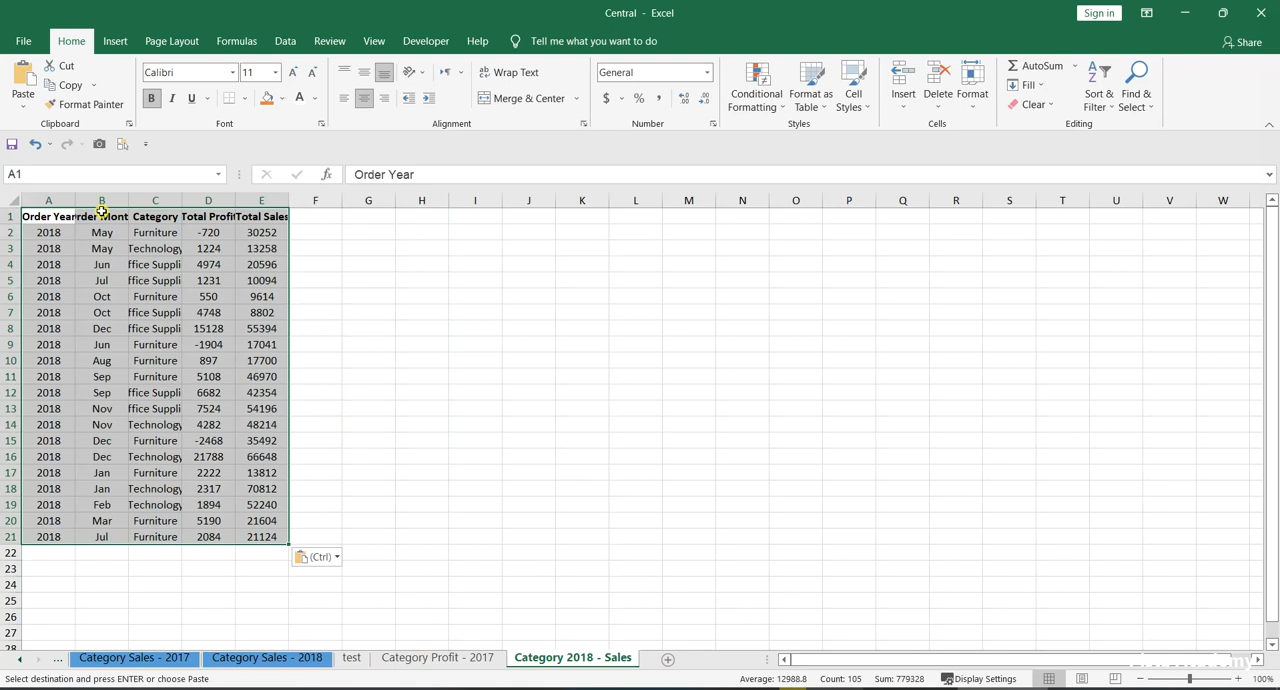 Central - Excel
Sign in
File Home Insert Page Layout Formulas Data Review View Developer Help Tell me what you want to do Share
Paste Cut Copy Format Painter Clipboard
Calibri 11 B I U A Font
Wrap Text Merge & Center Alignment
General $ % , Number
Conditional Formatting Format as Table Cell Styles Styles
Insert Delete Format Cells
AutoSum Fill Clear Sort & Filter Find & Select Editing
A1 fx Order Year
A B C D E F G H I J K L M N O P Q R S T U V W
1 Order Year Category Total Profi Total Sales
2 2018 May Furniture -720 30252
3 2018 May Technology 1224 13258
4 2018 Jun ffice Suppli 4974 20596
5 2018 Jul ffice Suppli 1231 10094
6 2018 Oct Furniture 550 9614
7 2018 Oct ffice Suppli 4748 8802
8 2018 Dec ffice Suppli 15128 55394
9 2018 Jun Furniture -1904 17041
10 2018 Aug Furniture 897 17700
11 2018 Sep Furniture 5108 46970
12 2018 Sep ffice Suppli 6682 42354
13 2018 Nov ffice Suppli 7524 54196
14 2018 Nov Technology 4282 48214
15 2018 Dec Furniture -2468 35492
16 2018 Dec Technology 21788 66648
17 2018 Jan Furniture 2222 13812
18 2018 Jan Technology 2317 70812
19 2018 Feb Technology 1894 52240
20 2018 Mar Furniture 5190 21604
21 2018 Jul Furniture 2084 21124
22
(Ctrl)
23
24
25
26
27
28
... Category Sales - 2017 Category Sales - 2018 test Category Profit - 2017 Category 2018 - Sales
Select destination and press ENTER or choose Paste Average: 12988.8 Count: 105 Sum: 779328 Display Settings 100%